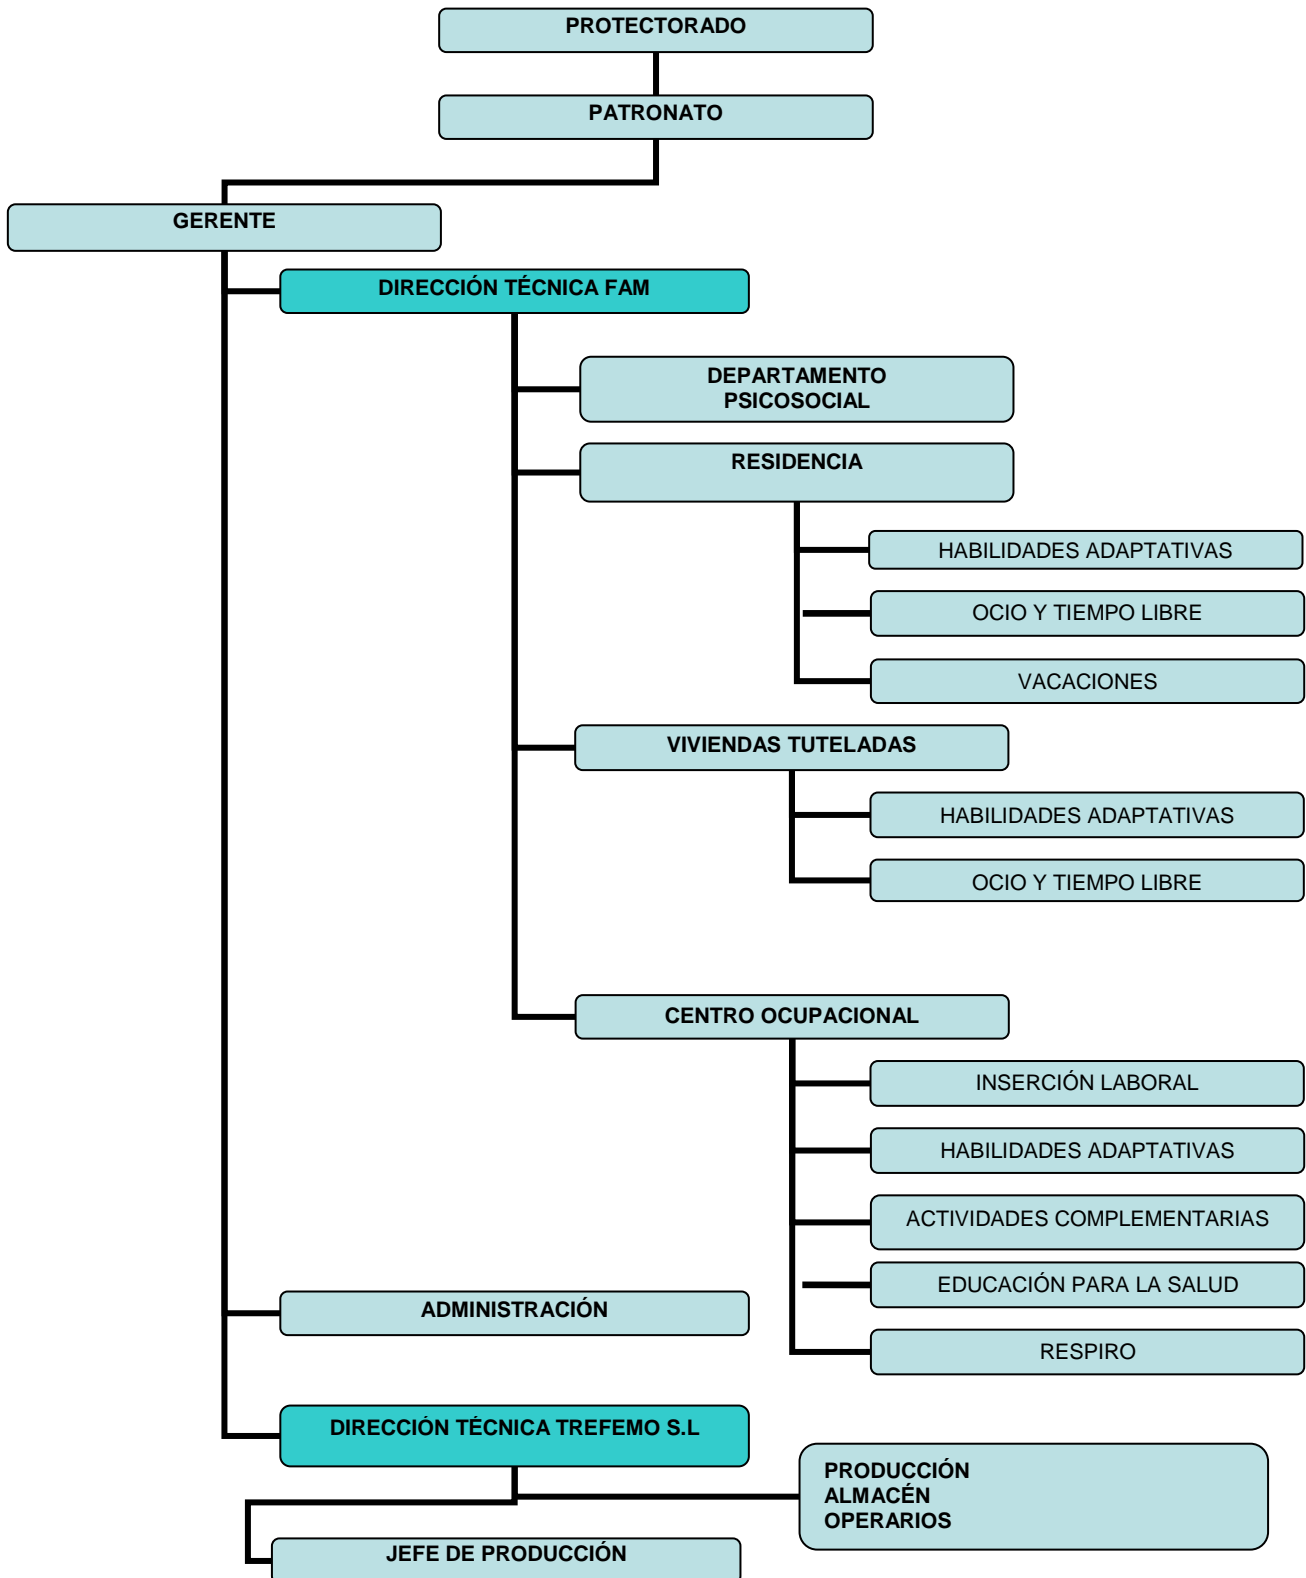 PROTECTORADO
PATRONATO
GERENTE
DIRECCIÓN TÉCNICA FAM
DEPARTAMENTO
PSICOSOCIAL
RESIDENCIA
HABILIDADES ADAPTATIVAS
OCIO Y TIEMPO LIBRE
VACACIONES
VIVIENDAS TUTELADAS
HABILIDADES ADAPTATIVAS
OCIO Y TIEMPO LIBRE
CENTRO OCUPACIONAL
INSERCIÓN LABORAL
HABILIDADES ADAPTATIVAS
ACTIVIDADES COMPLEMENTARIAS
EDUCACIÓN PARA LA SALUD
RESPIRO
ADMINISTRACIÓN
DIRECCIÓN TÉCNICA TREFEMO S.L
PRODUCCIÓN
ALMACÉN
OPERARIOS
JEFE DE PRODUCCIÓN